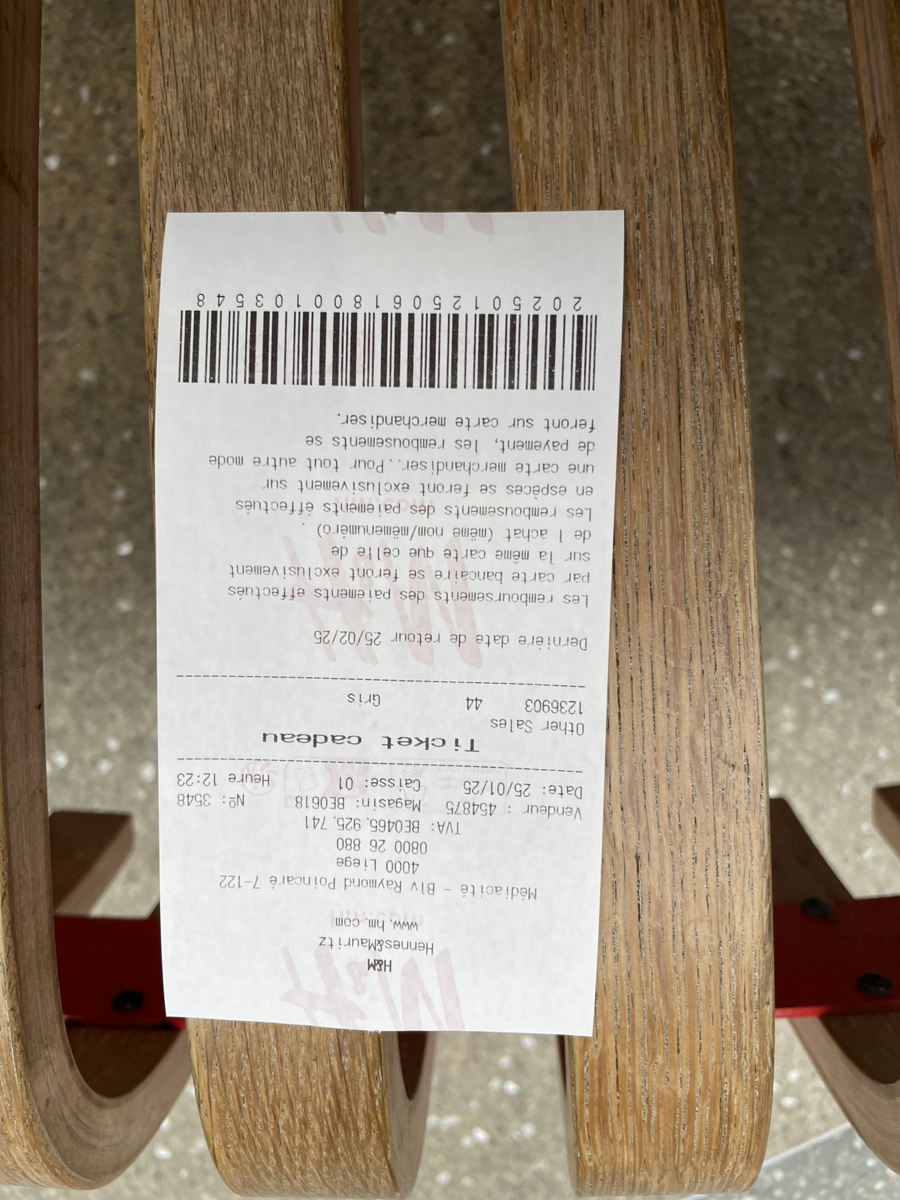 H&M
Hennes&Mauritz
www.hm.com
Médiacité - Blv Raymond Poincaré 7-122
4000 Liege
0800 26 880
TVA: BE0465.925.741
Vendeur : 454875 Magasin: BE0618 Nº: 3548
Date: 25/01/25 Caisse: 01 Heure 12:23
Ticket cadeau
Other Sales
1236903 44 Gris
Dernière date de retour 25/02/25
Les remboursements des paiements effectués
par carte bancaire se feront exclusivement
sur la même carte que celle de
de l achat (même nom/mêmenuméro) .
Les rembousements des paiements éffectués
en espèces se feront exclusivement sur
une carte merchandiser...Pour tout autre mode
de payement, les rembousements se
feront sur carte merchandiser.
20250125061800103548